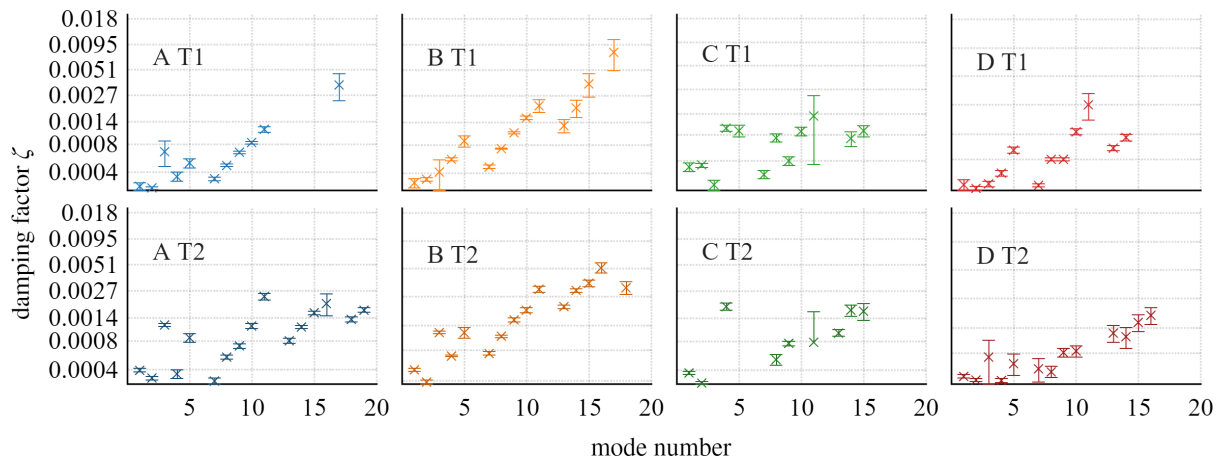 0.018
0.0095
0.0051
0.0027
0.0014
0.0008
0.0004
A T1
B T1
C T1
D T1
damping factor ζ
0.018
0.0095
0.0051
0.0027
0.0014
0.0008
0.0004
A T2
B T2
C T2
D T2
5 10 15 20
5 10 15 20
5 10 15 20
5 10 15 20
mode number